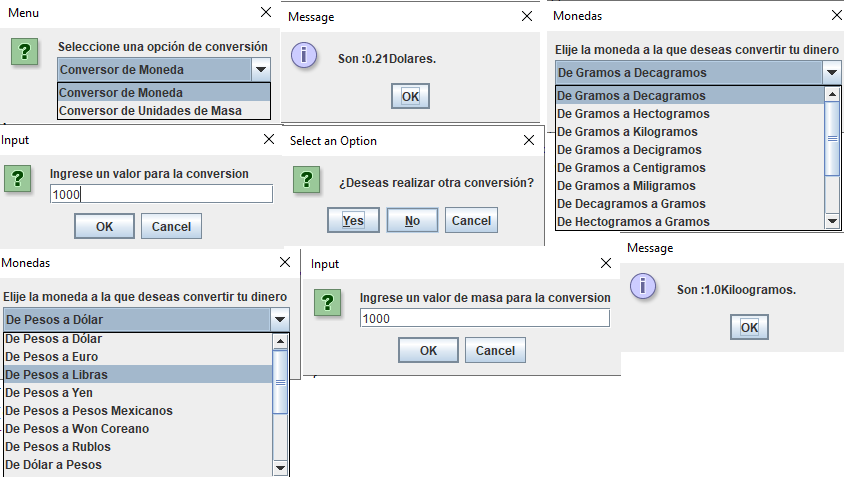 Menu
Seleccione una opción de conversión
Conversor de Moneda
Conversor de Moneda
Conversor de Unidades de Masa
Message
Son :0.21Dolares.
OK
Monedas
Elije la moneda a la que deseas convertir tu dinero
De Gramos a Decagramos
De Gramos a Decagramos
De Gramos a Hectogramos
De Gramos a Kilogramos
De Gramos a Decigramos
De Gramos a Centigramos
De Gramos a Miligramos
De Decagramos a Gramos
De Hectogramos a Gramos
Input
Ingrese un valor para la conversion
1000
OK Cancel
Select an Option
¿Deseas realizar otra conversión?
Yes No Cancel
Monedas
Elije la moneda a la que deseas convertir tu dinero
De Pesos a Dólar
De Pesos a Dólar
De Pesos a Euro
De Pesos a Libras
De Pesos a Yen
De Pesos a Pesos Mexicanos
De Pesos a Won Coreano
De Pesos a Rublos
De Dólar a Pesos
Input
Ingrese un valor de masa para la conversion
1000
OK Cancel
Message
Son :1.0Kiloogramos.
OK